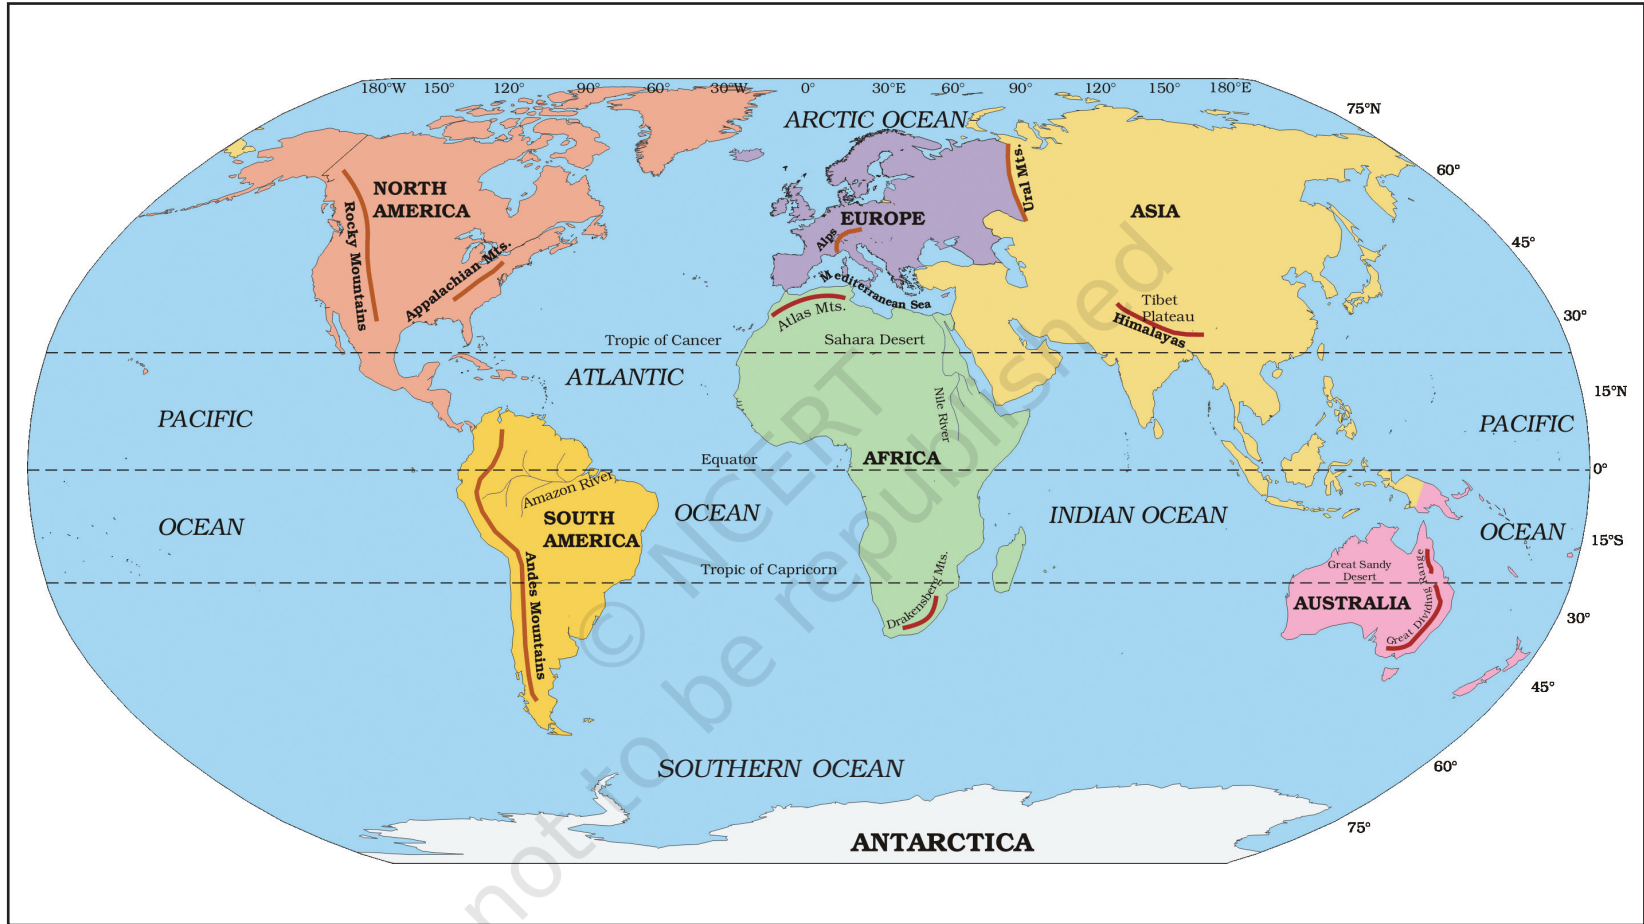 180°W 150° 120° 90° 60° 30°W 0° 30°E 60° 90° 120° 150° 180°E
75°N
ARCTIC OCEAN
60°
Ural Mts.
NORTH
AMERICA
ASIA
EUROPE
Rocky Mountains
Alps
45°
Appalachian Mts.
Mediterranean Sea
Tibet
Plateau
Himalayas
30°
Atlas Mts.
Tropic of Cancer
Sahara Desert
ATLANTIC
15°N
Nile River
PACIFIC
PACIFIC
Equator
AFRICA
0°
Amazon River
SOUTH
AMERICA
OCEAN
INDIAN OCEAN
OCEAN
OCEAN
15°S
Andes Mountains
Tropic of Capricorn
Drakensberg Mts.
Great Sandy
Desert
AUSTRALIA
Great Dividing Range
30°
45°
SOUTHERN OCEAN
60°
75°
ANTARCTICA
© NCERT
not to be republished